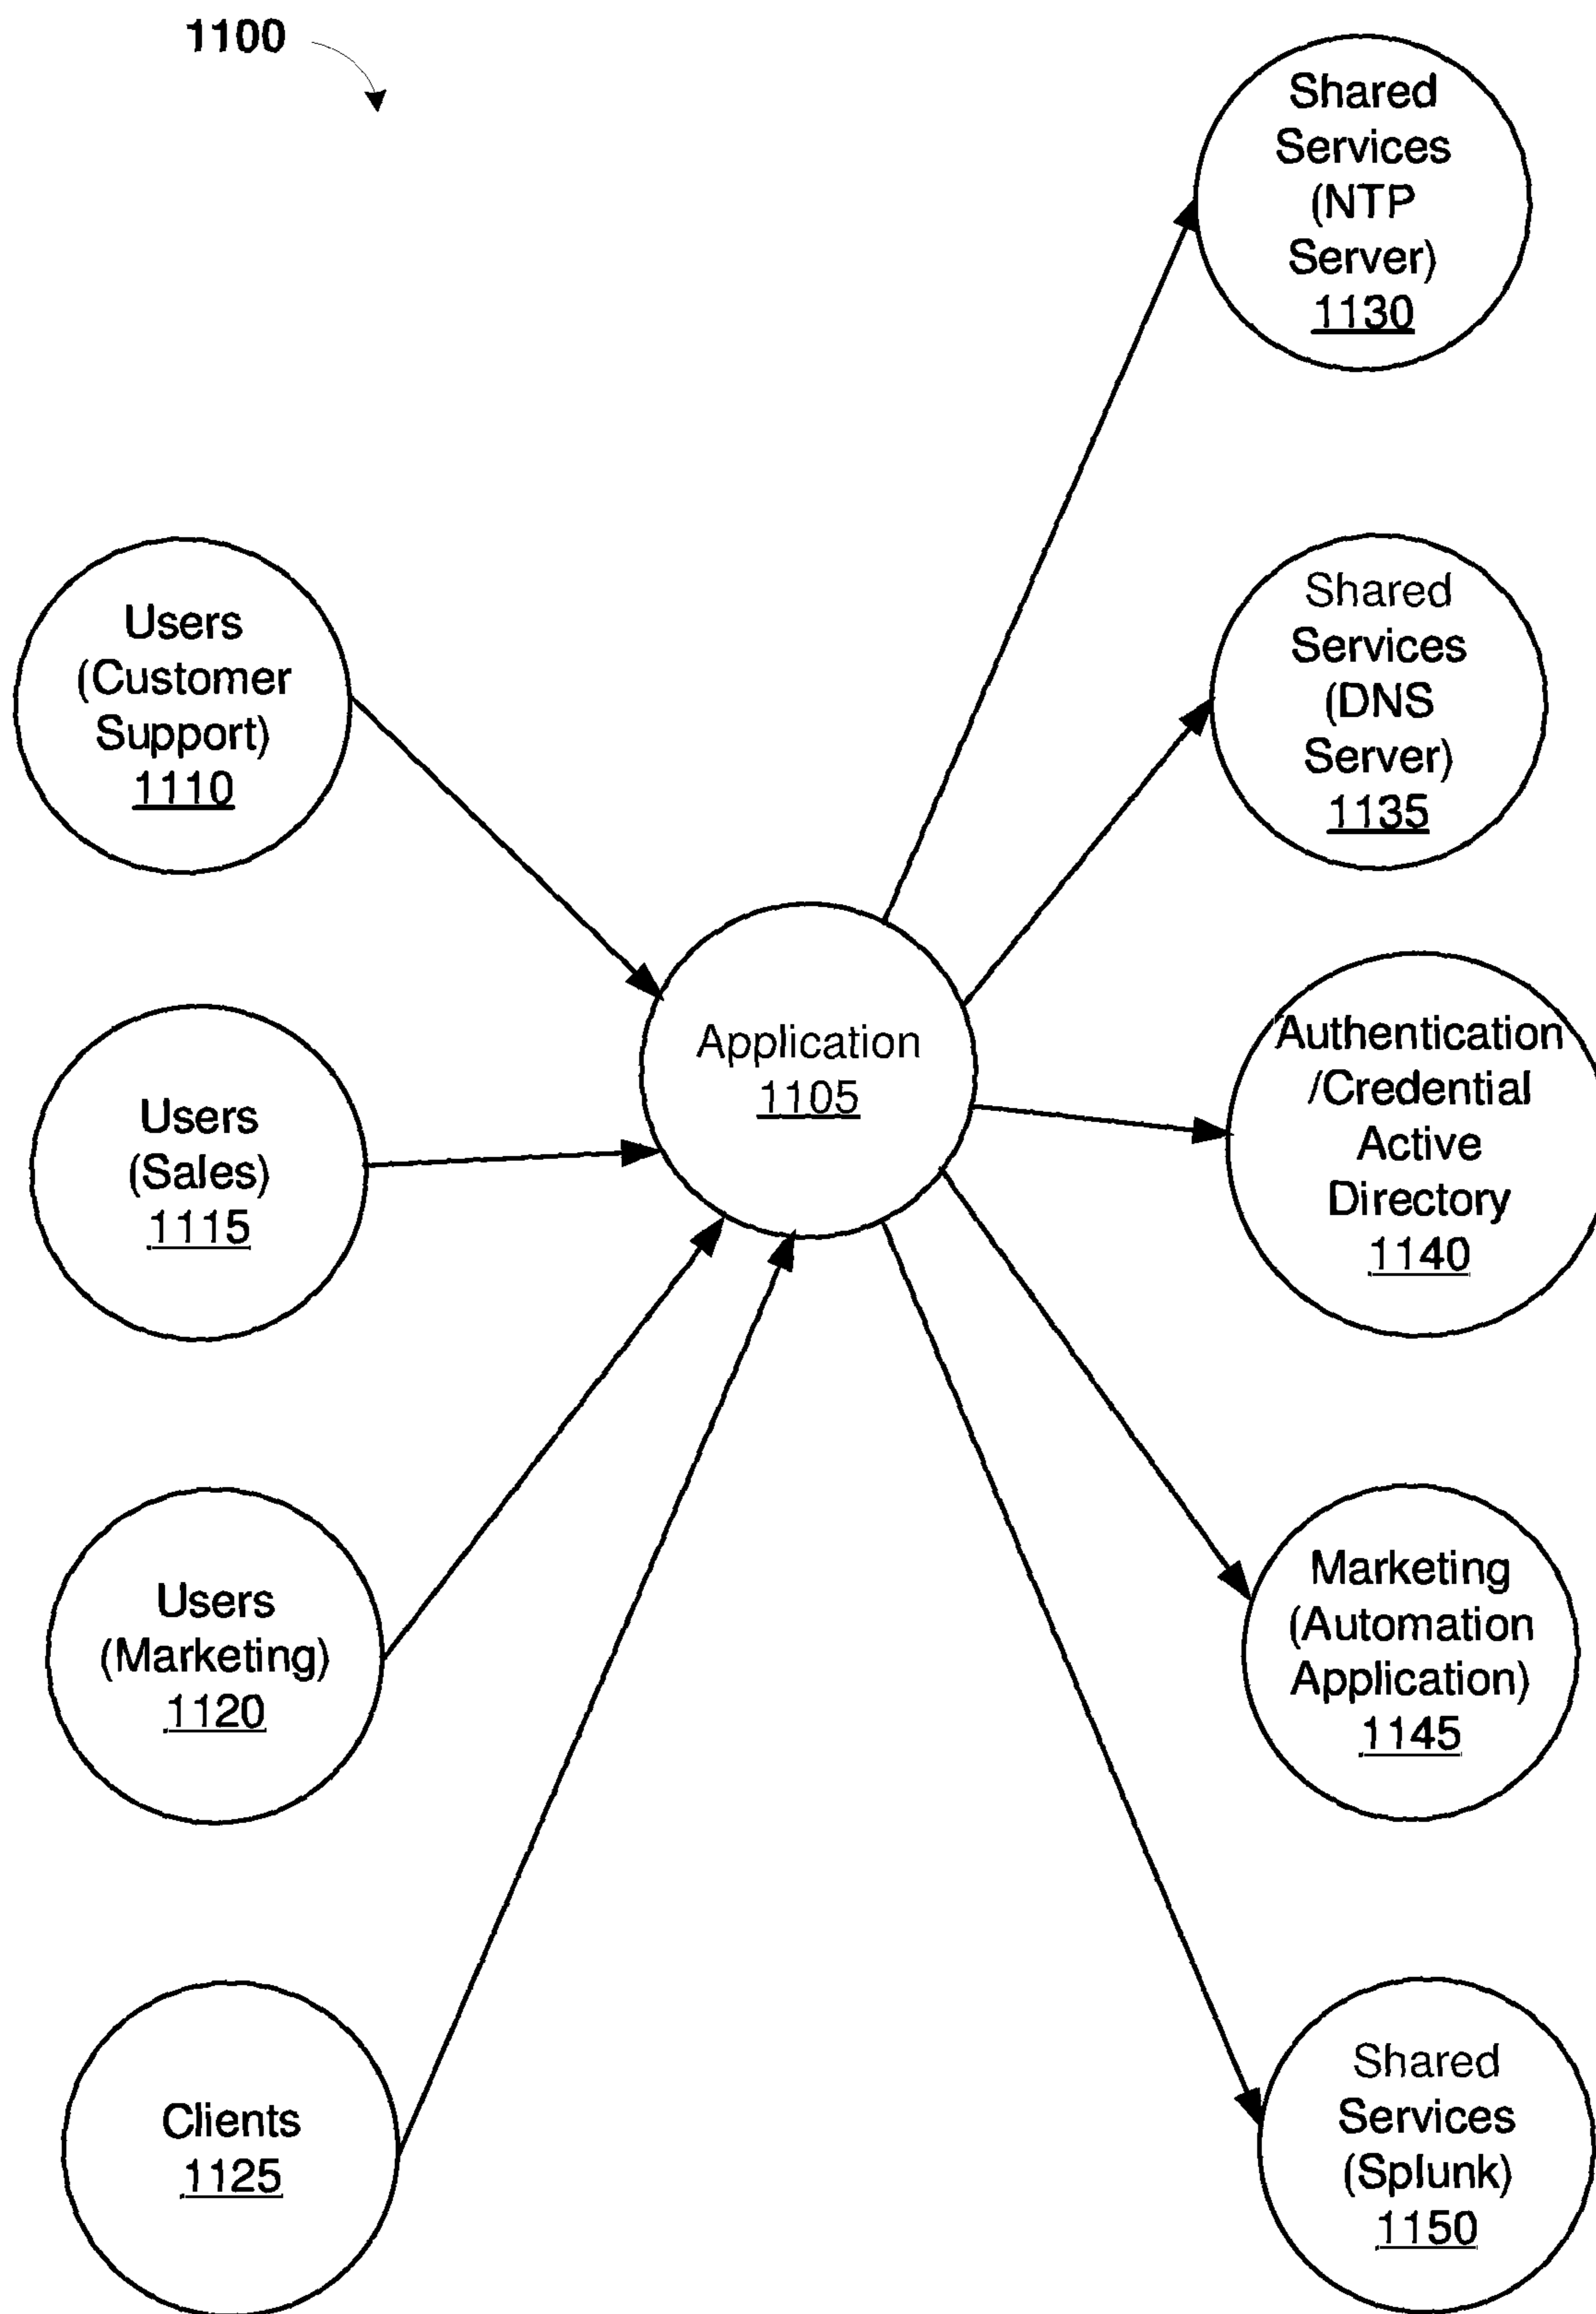 1100
Shared
Services
(NTP
Server)
1130
Users
(Customer
Support)
1110
Shared
Services
(DNS
Server)
1135
Application
1105
Users
(Sales)
1115
Authentication
/Credential
Active
Directory
1140
Users
(Marketing)
1120
Marketing
(Automation
Application)
1145
Clients
1125
Shared
Services
(Splunk)
1150